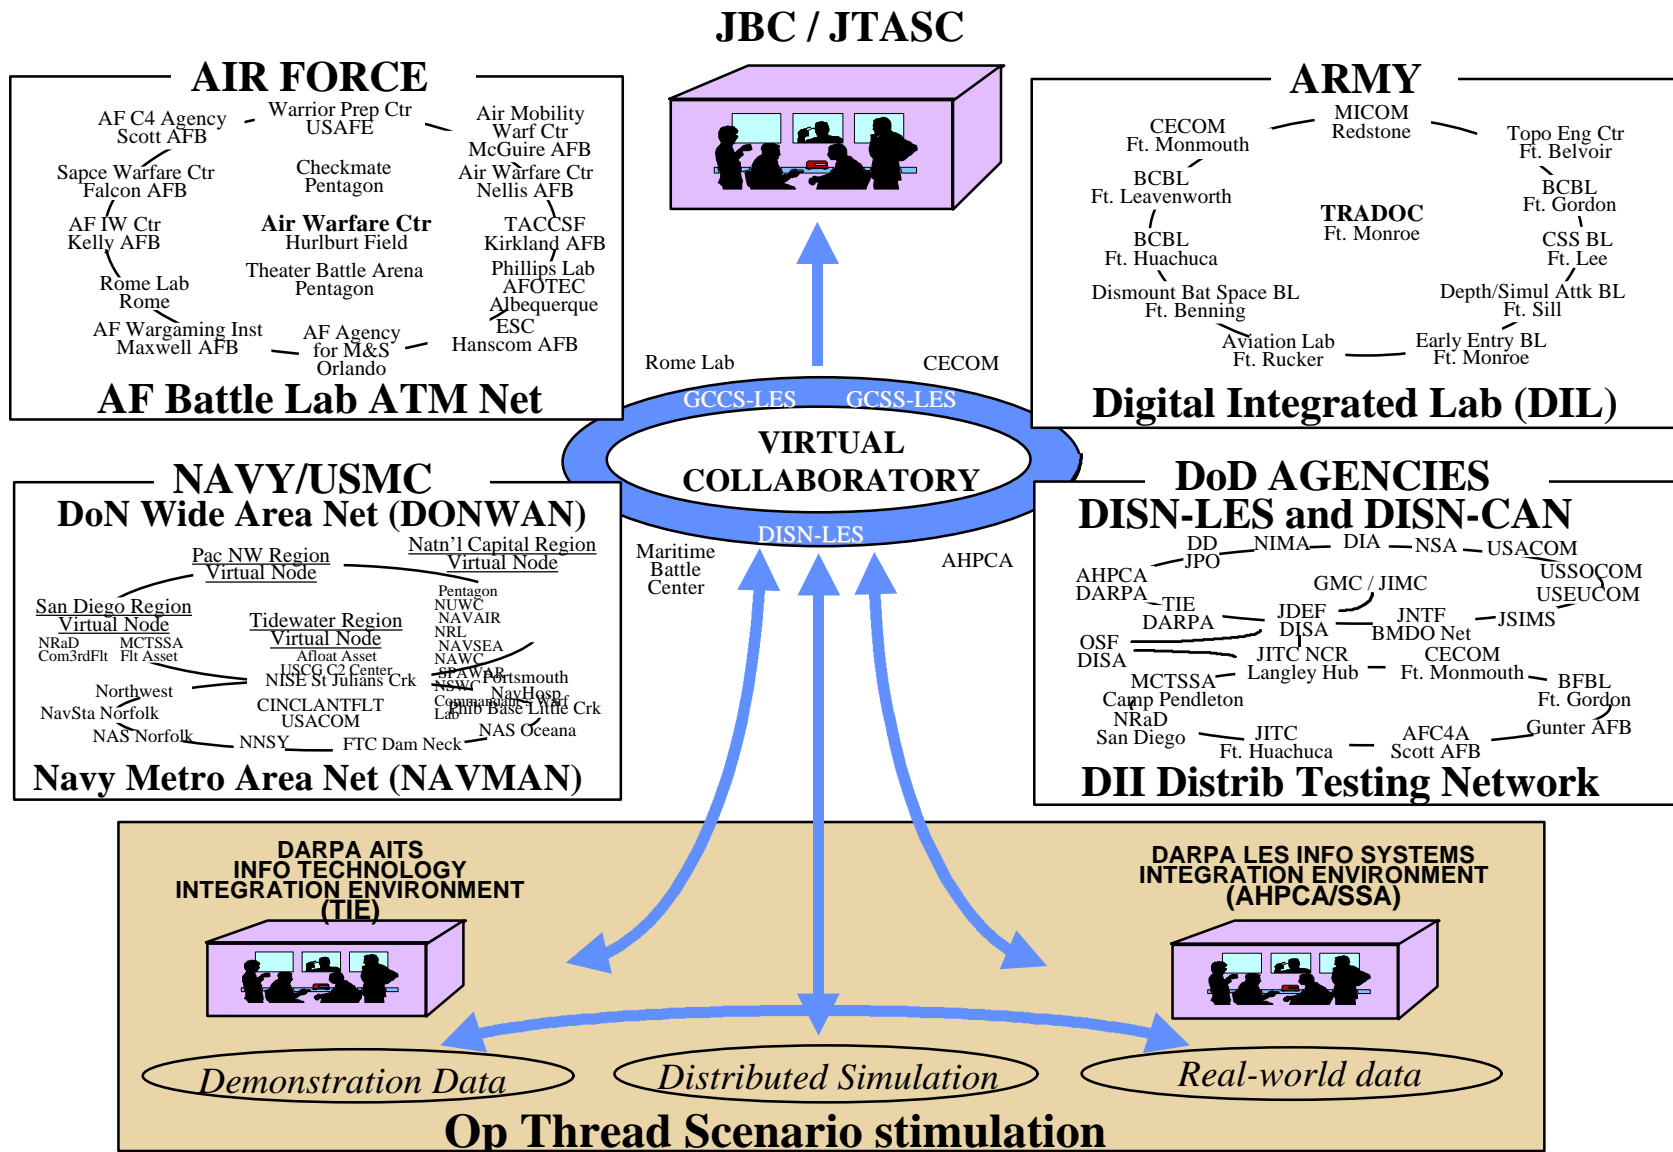 JBC / JTASC
AIR FORCE
AF C4 Agency
Scott AFB
Warrior Prep Ctr
USAFE
Air Mobility
Warf Ctr
McGuire AFB
Sapce Warfare Ctr
Falcon AFB
Checkmate
Pentagon
Air Warfare Ctr
Nellis AFB
AF IW Ctr
Kelly AFB
Air Warfare Ctr
Hurlburt Field
TACCSF
Kirkland AFB
Theater Battle Arena
Pentagon
Phillips Lab
AFOTEC
Albequerque
Rome Lab
Rome
AF Wargaming Inst
Maxwell AFB
AF Agency
for M&S
Orlando
ESC
Hanscom AFB
AF Battle Lab ATM Net
ARMY
CECOM
Ft. Monmouth
MICOM
Redstone
Topo Eng Ctr
Ft. Belvoir
BCBL
Ft. Leavenworth
BCBL
Ft. Gordon
TRADOC
Ft. Monroe
BCBL
Ft. Huachuca
CSS BL
Ft. Lee
Dismount Bat Space BL
Ft. Benning
Depth/Simul Attk BL
Ft. Sill
Aviation Lab
Ft. Rucker
Early Entry BL
Ft. Monroe
Digital Integrated Lab (DIL)
Rome Lab
CECOM
GCCS-LES
GCSS-LES
VIRTUAL
COLLABORATORY
DISN-LES
Maritime
Battle
Center
AHPCA
NAVY/USMC
DoN Wide Area Net (DONWAN)
Pac NW Region
Virtual Node
Natn'l Capital Region
Virtual Node
San Diego Region
Virtual Node
NRaD
Com3rdFlt
MCTSSA
Flt Asset
Tidewater Region
Virtual Node
Afloat Asset
USCG C2 Center
NISE St Julians Crk
Pentagon
NUWC
NAVAIR
NRL
NAVSEA
NAWC
SPAWAR
NSWC
Commandant's Warf
Lab
Portsmouth
NavHosp
Phib Base Little Crk
Northwest
NavSta Norfolk
CINCLANTFLT
USACOM
NAS Norfolk
NNSY
FTC Dam Neck
NAS Oceana
Navy Metro Area Net (NAVMAN)
DoD AGENCIES
DISN-LES and DISN-CAN
DD
JPO
NIMA
DIA
NSA
USACOM
AHPCA
DARPA
GMC / JIMC
USSOCOM
USEUCOM
TIE
DARPA
JDEF
DISA
JNTF
BMDO Net
JSIMS
OSF
DISA
JITC NCR
Langley Hub
CECOM
Ft. Monmouth
MCTSSA
Camp Pendleton
BFBL
Ft. Gordon
NRaD
San Diego
JITC
Ft. Huachuca
AFC4A
Scott AFB
Gunter AFB
DII Distrib Testing Network
DARPA AITS
INFO TECHNOLOGY
INTEGRATION ENVIRONMENT
(TIE)
DARPA LES INFO SYSTEMS
INTEGRATION ENVIRONMENT
(AHPCA/SSA)
Demonstration Data
Distributed Simulation
Real-world data
Op Thread Scenario stimulation